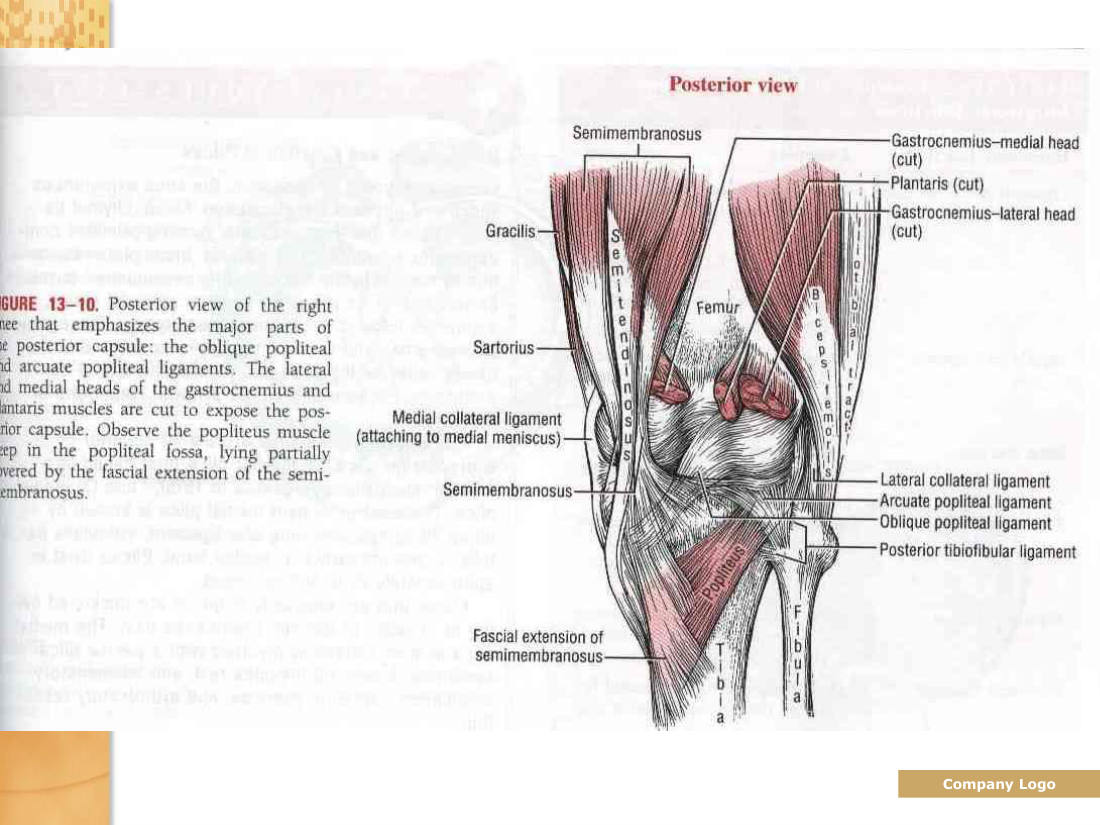 Posterior view
Semimembranosus
Gastrocnemius–medial head
(cut)
Plantaris (cut)
Gastrocnemius–lateral head
(cut)
Gracilis
Semitendinosus
Femur
Biceps femoris
Iliotibial tract
Sartorius
Medial collateral ligament
(attaching to medial meniscus)
Semimembranosus
Lateral collateral ligament
Arcuate popliteal ligament
Oblique popliteal ligament
Posterior tibiofibular ligament
Popliteus
Fascial extension of
semimembranosus
Tibia
Fibula
IGURE 13–10. Posterior view of the right
nee that emphasizes the major parts of
e posterior capsule: the oblique popliteal
nd arcuate popliteal ligaments. The lateral
nd medial heads of the gastrocnemius and
lantaris muscles are cut to expose the pos-
rior capsule. Observe the popliteus muscle
eep in the popliteal fossa, lying partially
overed by the fascial extension of the semi-
embranosus.
Company Logo